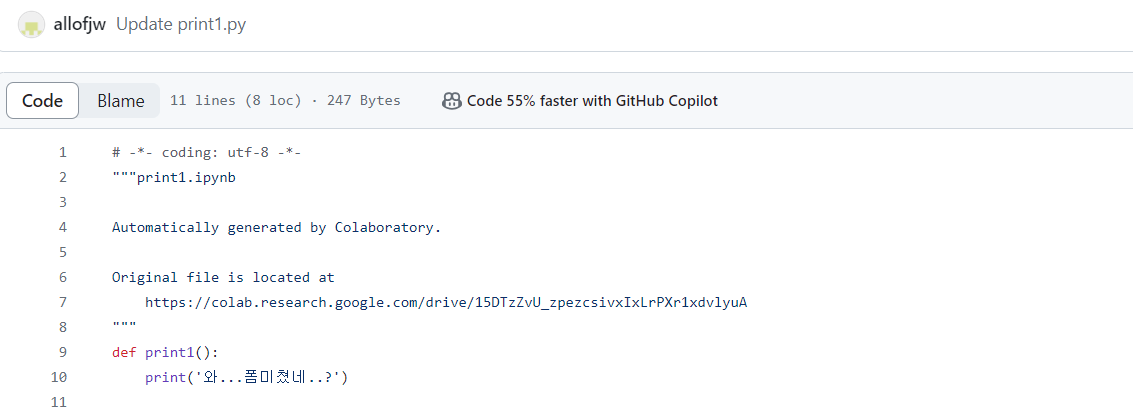 allofjw Update print1.py
Code Blame 11 lines (8 loc) · 247 Bytes Code 55% faster with GitHub Copilot
1 # -*- coding: utf-8 -*-
2 """print1.ipynb
3
4 Automatically generated by Colaboratory.
5
6 Original file is located at
7 https://colab.research.google.com/drive/15DTzZvU_zpezcsivxIxLrPXr1xdvlyuA
8 """
9 def print1():
10 print('와...폼미쳤네..?')
11